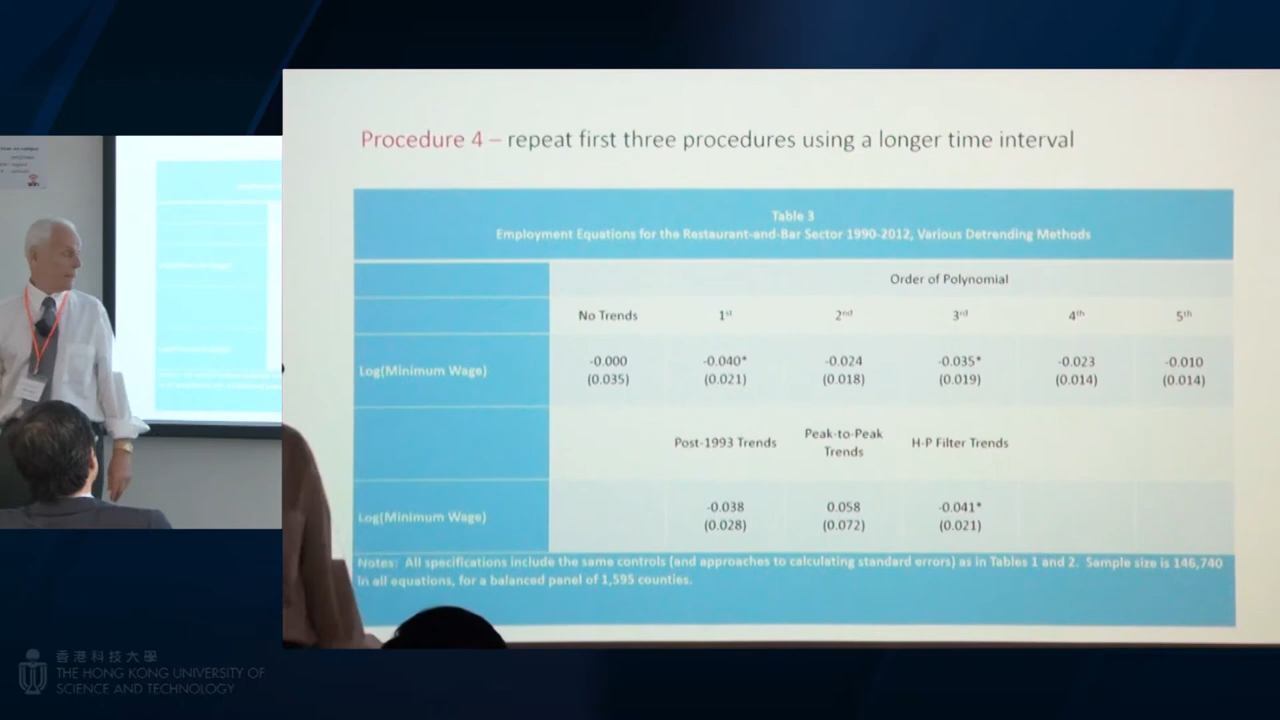 Procedure 4 – repeat first three procedures using a longer time interval
Table 3
Employment Equations for the Restaurant-and-Bar Sector 1990-2012, Various Detrending Methods
Order of Polynomial
No Trends 1st 2nd 3rd 4th 5th
Log(Minimum Wage) -0.000 -0.040* -0.024 -0.035* -0.023 -0.010
(0.035) (0.021) (0.018) (0.019) (0.014) (0.014)
Post-1993 Trends Peak-to-Peak Trends H-P Filter Trends
Log(Minimum Wage) -0.038 0.058 -0.041*
(0.028) (0.072) (0.021)
Notes: All specifications include the same controls (and approaches to calculating standard errors) as in Tables 1 and 2. Sample size is 146,740
in all equations, for a balanced panel of 1,595 counties.
香港科技大學
THE HONG KONG UNIVERSITY OF
SCIENCE AND TECHNOLOGY